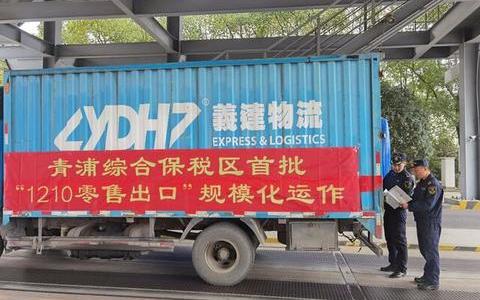 YDH
義達物流
®
EXPRESS & LOGISTICS
青浦综合保税区首批
“1210零售出口”规模化运作